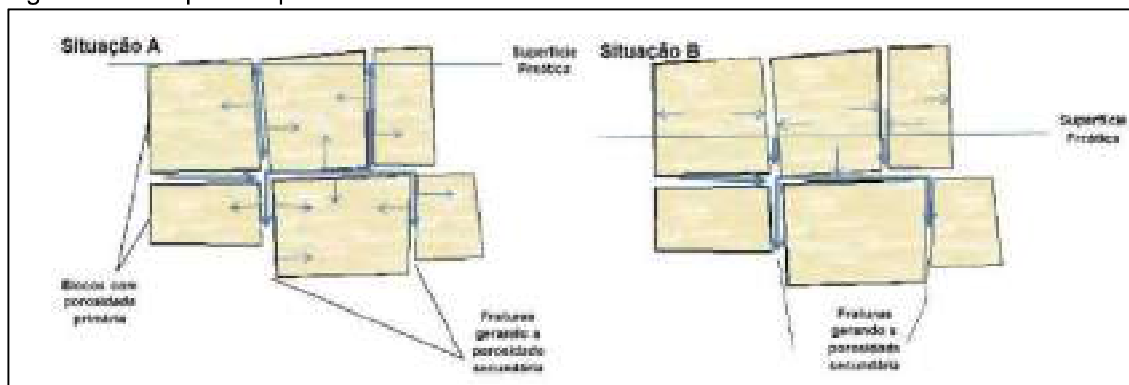 Situação A
Superfície
Freática
Blocos com
porosidade
primária
Fraturas
gerando a
porosidade
secundária
Situação B
Superfície
Freática
Fraturas
gerando a
porosidade
secundária